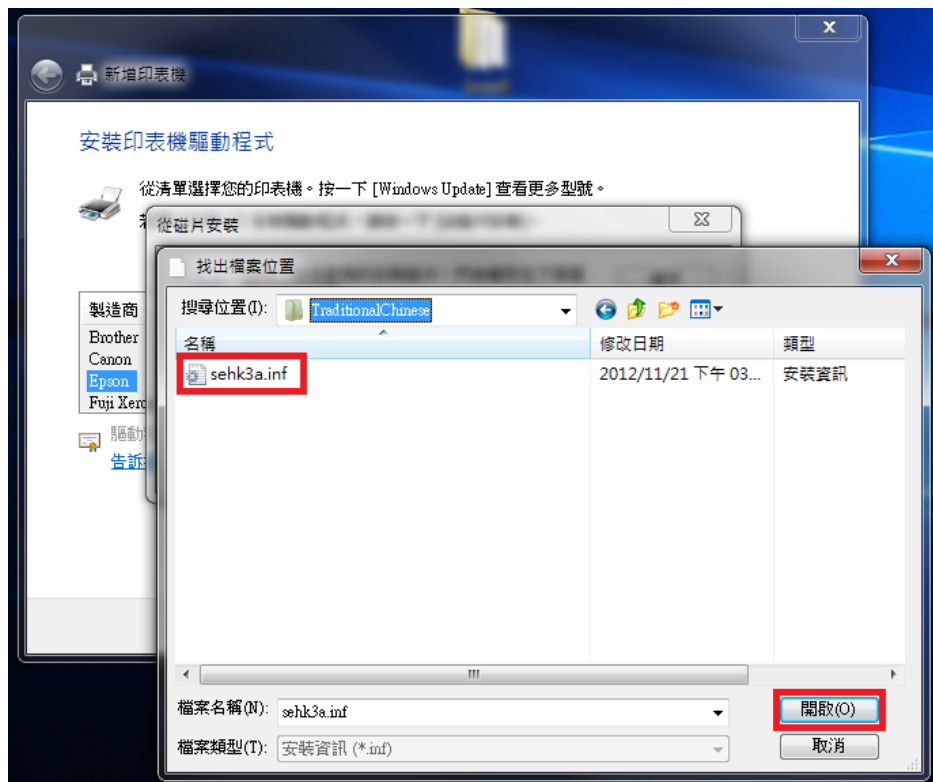 新增印表機
安裝印表機驅動程式
從清單選擇您的印表機。按一下 [Windows Update] 查看更多型號。
從磁片安裝
找出檔案位置
製造商
Brother
Canon
Epson
Fuji Xero
驅動
告訴
搜尋位置(I): TraditionalChinese
名稱 修改日期 類型
sehk3a.inf 2012/11/21 下午 03... 安裝資訊
檔案名稱(N): sehk3a.inf 開啟(O)
檔案類型(T): 安裝資訊 (*.inf) 取消